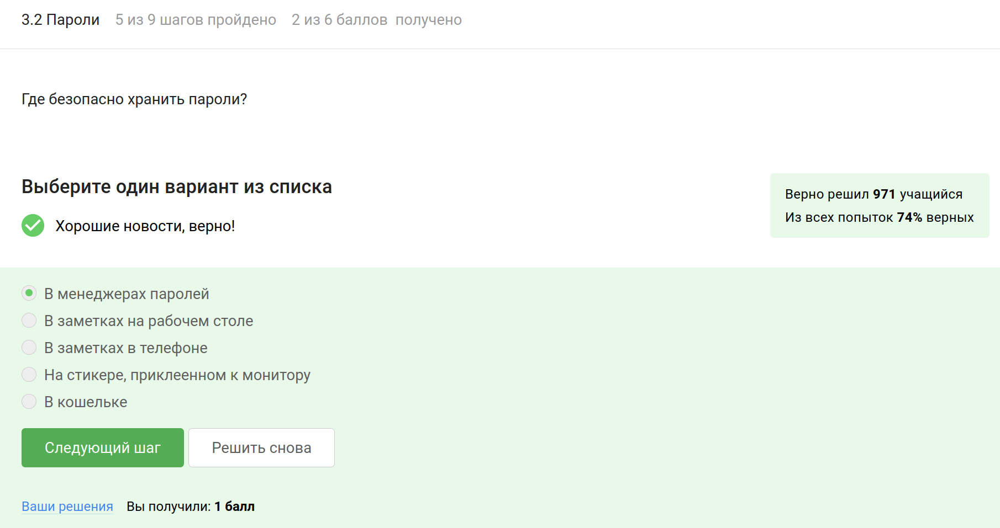 3.2 Пароли 5 из 9 шагов пройдено 2 из 6 баллов получено
Где безопасно хранить пароли?
Выберите один вариант из списка
Хорошие новости, верно!
Верно решил 971 учащийся
Из всех попыток 74% верных
В менеджерах паролей
В заметках на рабочем столе
В заметках в телефоне
На стикере, приклеенном к монитору
В кошельке
Следующий шаг Решить снова
Ваши решения Вы получили: 1 балл